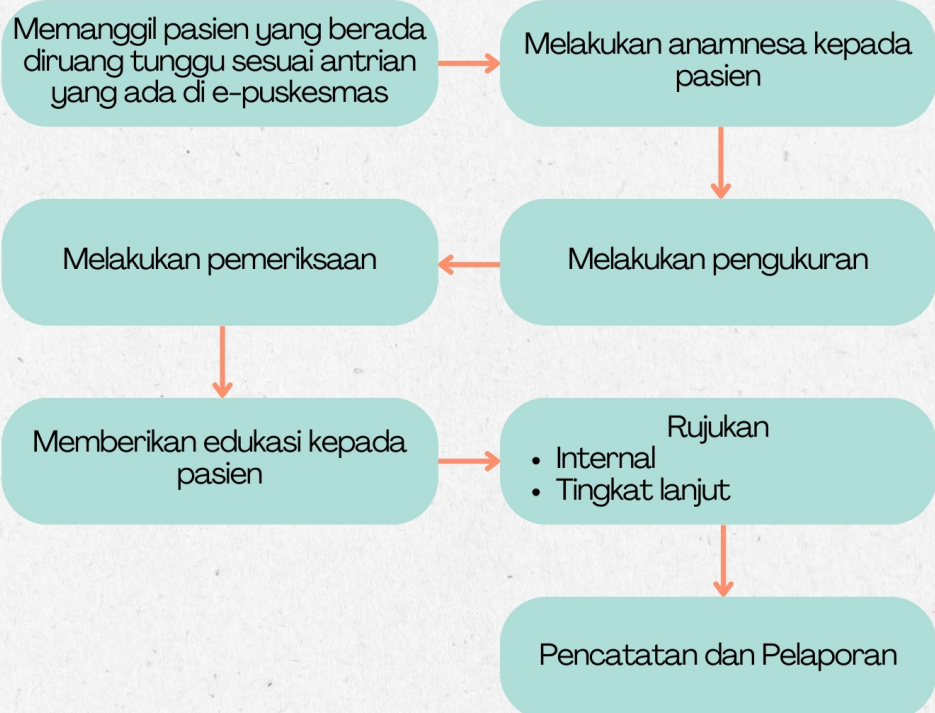 Memanggil pasien yang berada
diruang tunggu sesuai antrian
yang ada di e-puskesmas
Melakukan anamnesa kepada
pasien
Melakukan pengukuran
Melakukan pemeriksaan
Memberikan edukasi kepada
pasien
Rujukan
• Internal
• Tingkat lanjut
Pencatatan dan Pelaporan